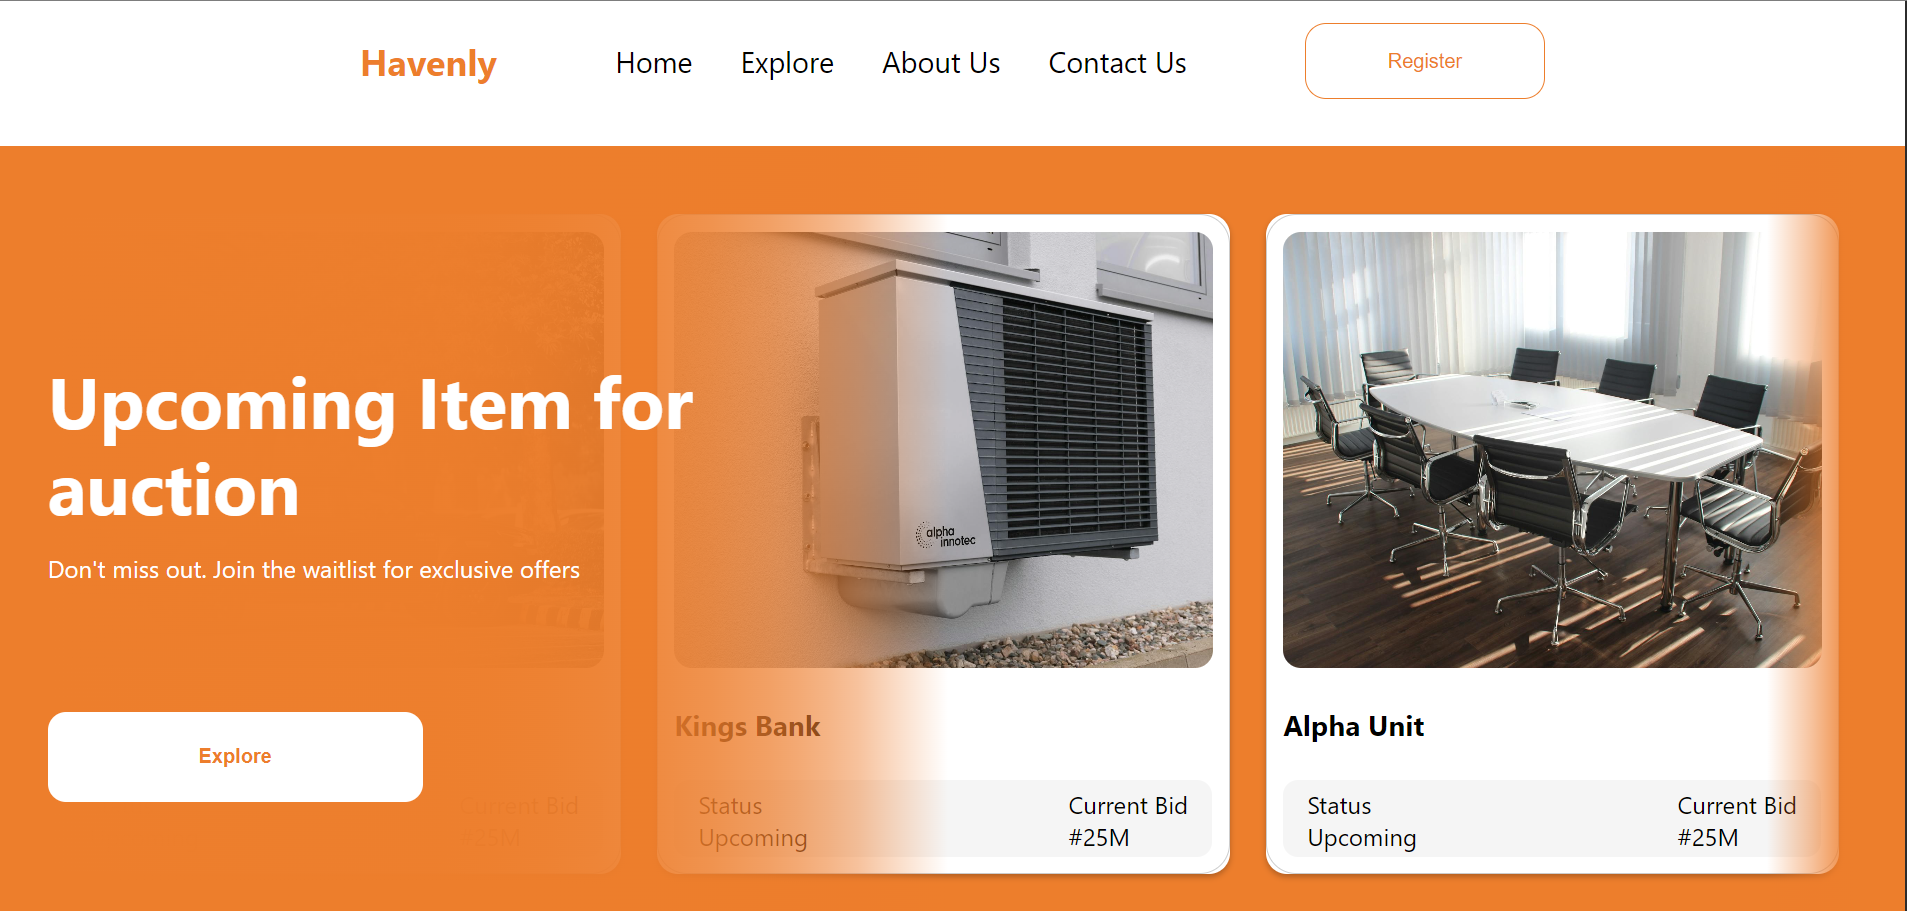 Havenly
Home
Explore
About Us
Contact Us
Register
Upcoming Item for
auction
Don't miss out. Join the waitlist for exclusive offers
Explore
Current Bid
#25M
alpha
innotec
Kings Bank
Status
Current Bid
Upcoming
#25M
Alpha Unit
Status
Current Bid
Upcoming
#25M